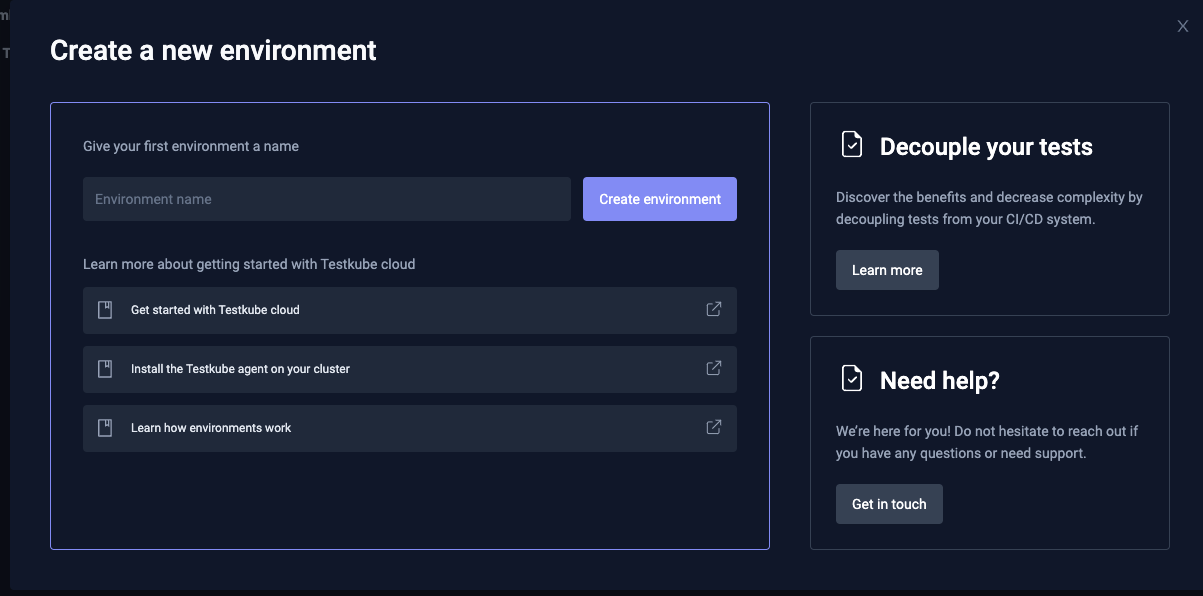 Create a new environment
X
Give your first environment a name
Environment name
Create environment
Learn more about getting started with Testkube cloud
Get started with Testkube cloud
Install the Testkube agent on your cluster
Learn how environments work
Decouple your tests
Discover the benefits and decrease complexity by
decoupling tests from your CI/CD system.
Learn more
Need help?
We’re here for you! Do not hesitate to reach out if
you have any questions or need support.
Get in touch